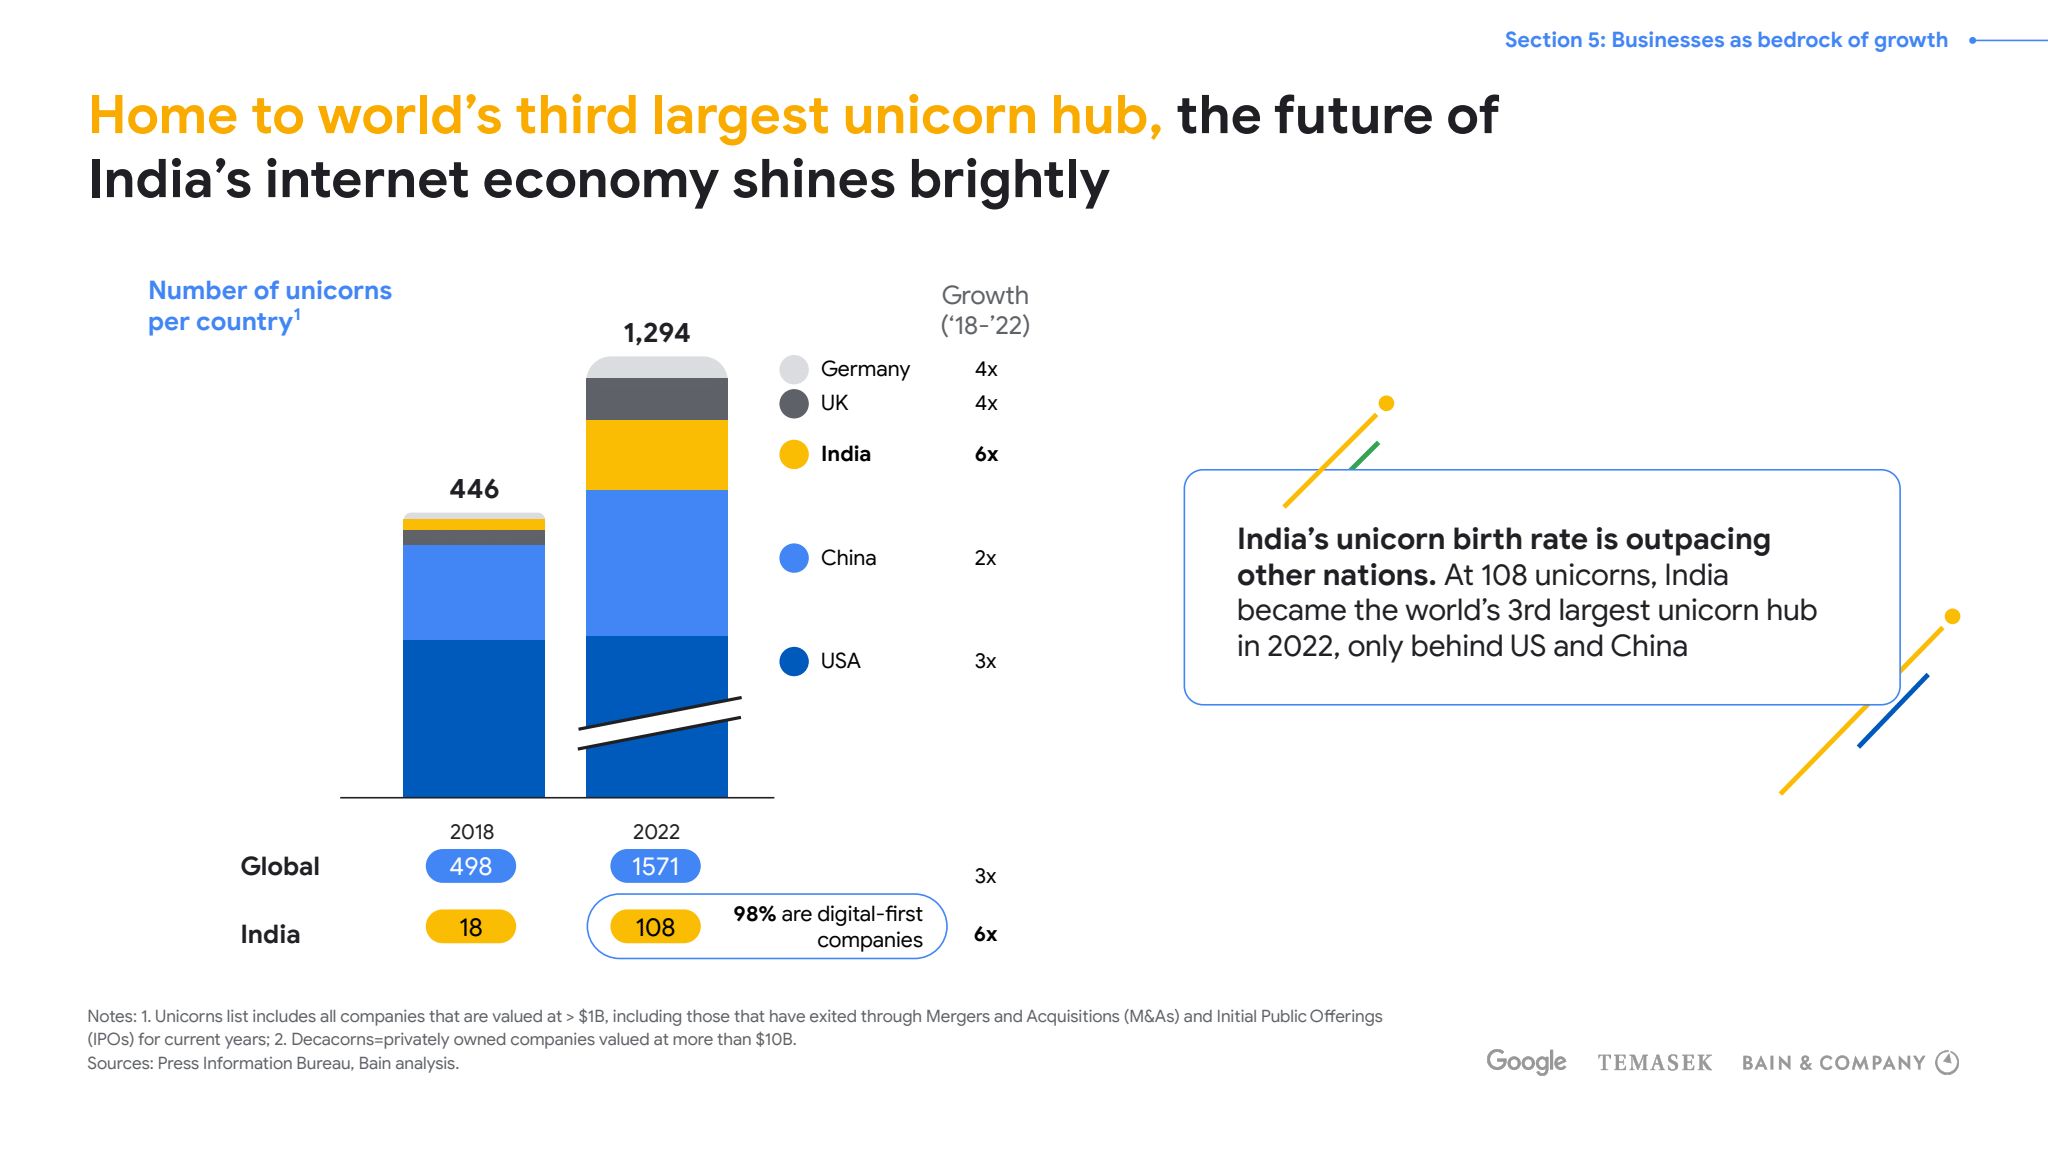 Section 5: Businesses as bedrock of growth
Home to world’s third largest unicorn hub, the future of
India’s internet economy shines brightly
Number of unicorns
per country¹
Growth
(‘18-’22)
1,294
446
Germany 4x
UK 4x
India 6x
China 2x
USA 3x
India’s unicorn birth rate is outpacing
other nations. At 108 unicorns, India
became the world’s 3rd largest unicorn hub
in 2022, only behind US and China
2018 2022
Global 498 1571 3x
India 18 108 98% are digital-first
companies 6x
Notes: 1. Unicorns list includes all companies that are valued at > $1B, including those that have exited through Mergers and Acquisitions (M&As) and Initial Public Offerings
(IPOs) for current years; 2. Decacorns=privately owned companies valued at more than $10B.
Sources: Press Information Bureau, Bain analysis.
Google TEMASEK BAIN & COMPANY